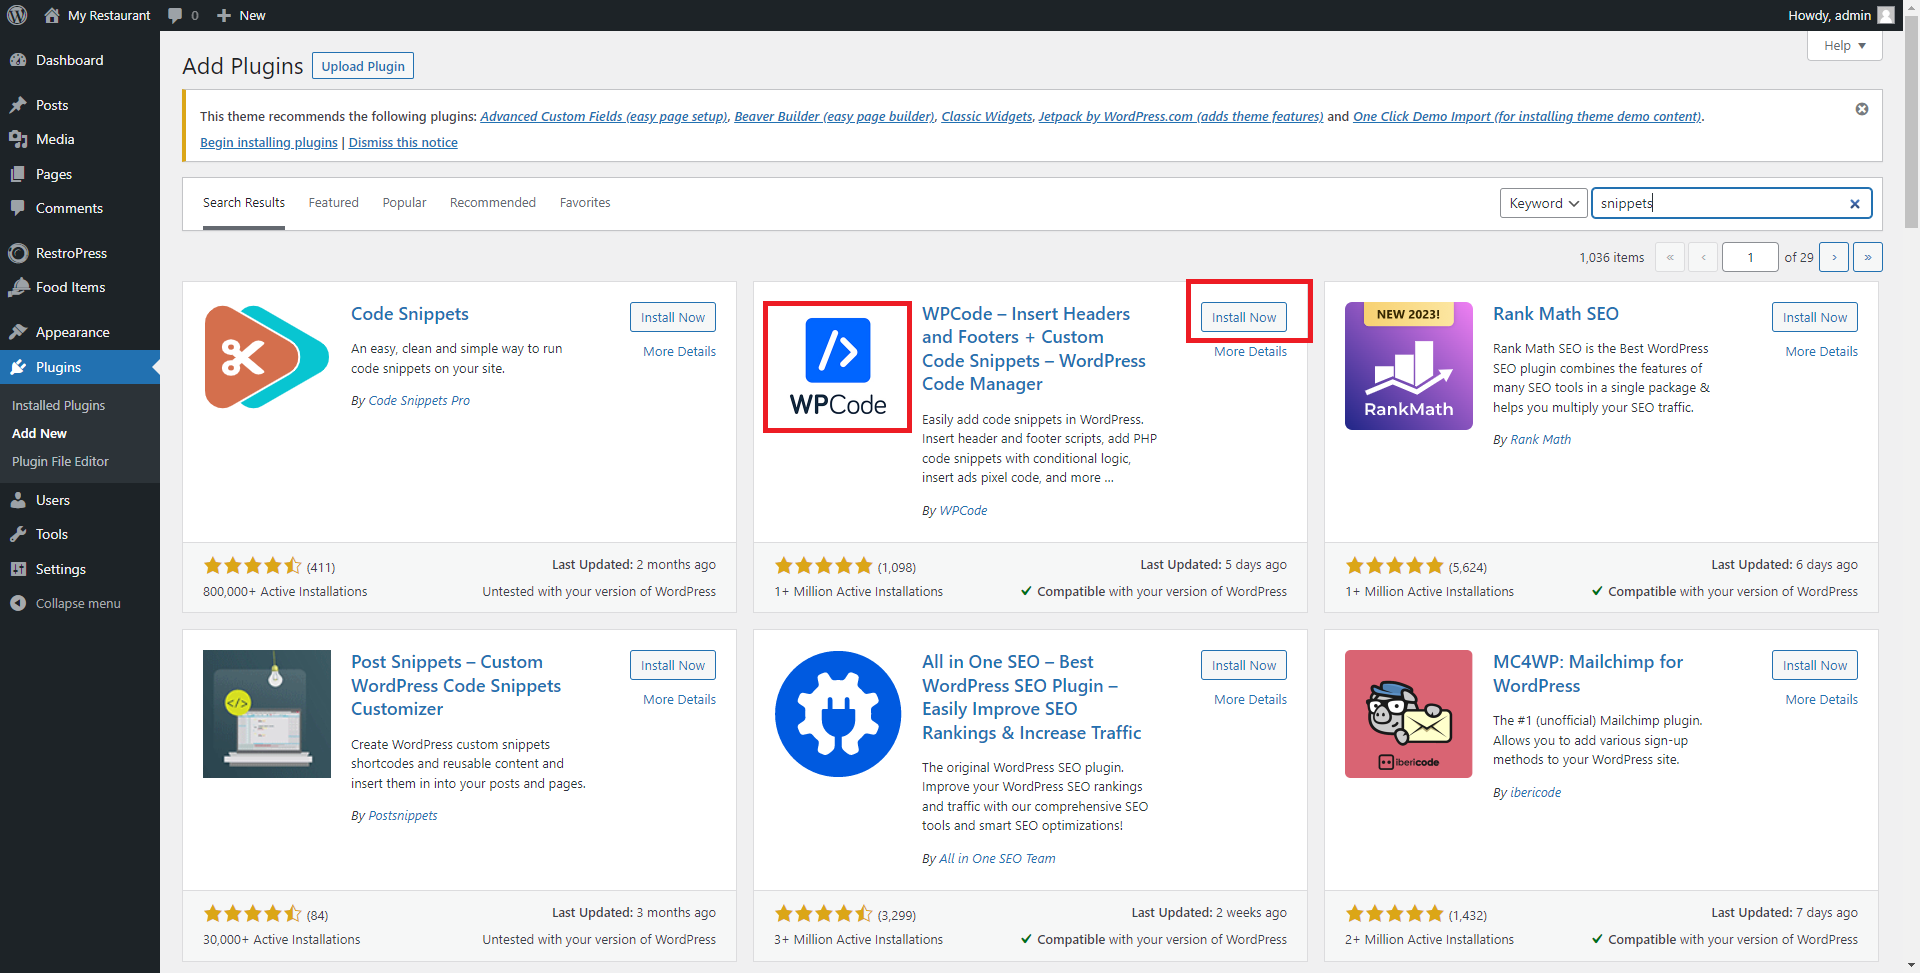 My Restaurant
0
New
Howdy, admin
Help
Dashboard
Posts
Media
Pages
Comments
RestroPress
Food Items
Appearance
Plugins
Installed Plugins
Add New
Plugin File Editor
Users
Tools
Settings
Collapse menu
Add Plugins
Upload Plugin
This theme recommends the following plugins: Advanced Custom Fields (easy page setup), Beaver Builder (easy page builder), Classic Widgets, Jetpack by WordPress.com (adds theme features) and One Click Demo Import (for installing theme demo content).
Begin installing plugins | Dismiss this notice
Search Results
Featured
Popular
Recommended
Favorites
Keyword
snippets
1,036 items
«
‹
1
of 29
›
»
Code Snippets
Install Now
More Details
An easy, clean and simple way to run
code snippets on your site.
By Code Snippets Pro
(411)
Last Updated: 2 months ago
800,000+ Active Installations
Untested with your version of WordPress
WPCode
WPCode – Insert Headers
and Footers + Custom
Code Snippets – WordPress
Code Manager
Install Now
More Details
Easily add code snippets in WordPress.
Insert header and footer scripts, add PHP
code snippets with conditional logic,
insert ads pixel code, and more ...
By WPCode
(1,098)
Last Updated: 5 days ago
1+ Million Active Installations
Compatible with your version of WordPress
NEW 2023!
RankMath
Rank Math SEO
Install Now
More Details
Rank Math SEO is the Best WordPress
SEO plugin combines the features of
many SEO tools in a single package &
helps you multiply your SEO traffic.
By Rank Math
(5,624)
Last Updated: 6 days ago
1+ Million Active Installations
Compatible with your version of WordPress
</>
Post Snippets – Custom
WordPress Code Snippets
Customizer
Install Now
More Details
Create WordPress custom snippets
shortcodes and reusable content and
insert them in into your posts and pages.
By Postsnippets
(84)
Last Updated: 3 months ago
30,000+ Active Installations
Untested with your version of WordPress
All in One SEO – Best
WordPress SEO Plugin –
Easily Improve SEO
Rankings & Increase Traffic
Install Now
More Details
The original WordPress SEO plugin.
Improve your WordPress SEO rankings
and traffic with our comprehensive SEO
tools and smart SEO optimizations!
By All in One SEO Team
(3,299)
Last Updated: 2 weeks ago
3+ Million Active Installations
Compatible with your version of WordPress
ibericode
MC4WP: Mailchimp for
WordPress
Install Now
More Details
The #1 (unofficial) Mailchimp plugin.
Allows you to add various sign-up
methods to your WordPress site.
By ibericode
(1,432)
Last Updated: 7 days ago
2+ Million Active Installations
Compatible with your version of WordPress